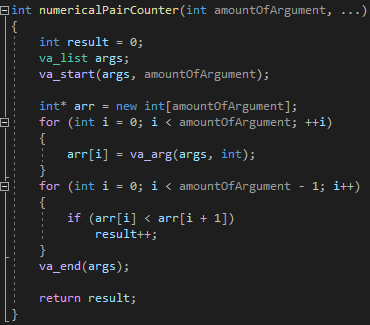 int numericalPairCounter(int amountOfArgument, ...)
{
    int result = 0;
    va_list args;
    va_start(args, amountOfArgument);

    int* arr = new int[amountOfArgument];
    for (int i = 0; i < amountOfArgument; ++i)
    {
        arr[i] = va_arg(args, int);
    }
    for (int i = 0; i < amountOfArgument - 1; i++)
    {
        if (arr[i] < arr[i + 1])
            result++;
    }
    va_end(args);

    return result;
}